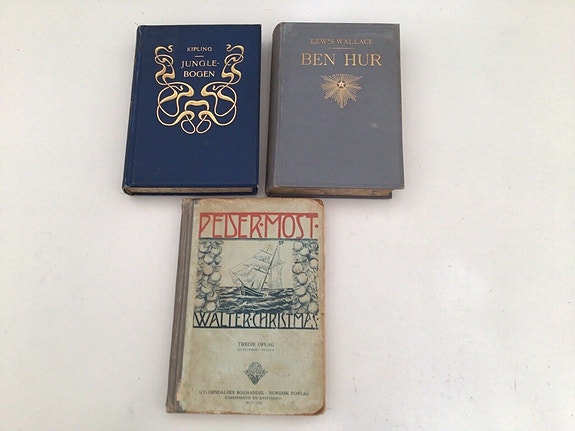 KIPLING
JUNGLE-
BOGEN
LEWIS WALLACE
BEN HUR
PEDER·MOST·
WALTER·CHRISTMAS
TREDIE OPLAG
GYLDENDALSKE BOGHANDEL - NORDISK FORLAG